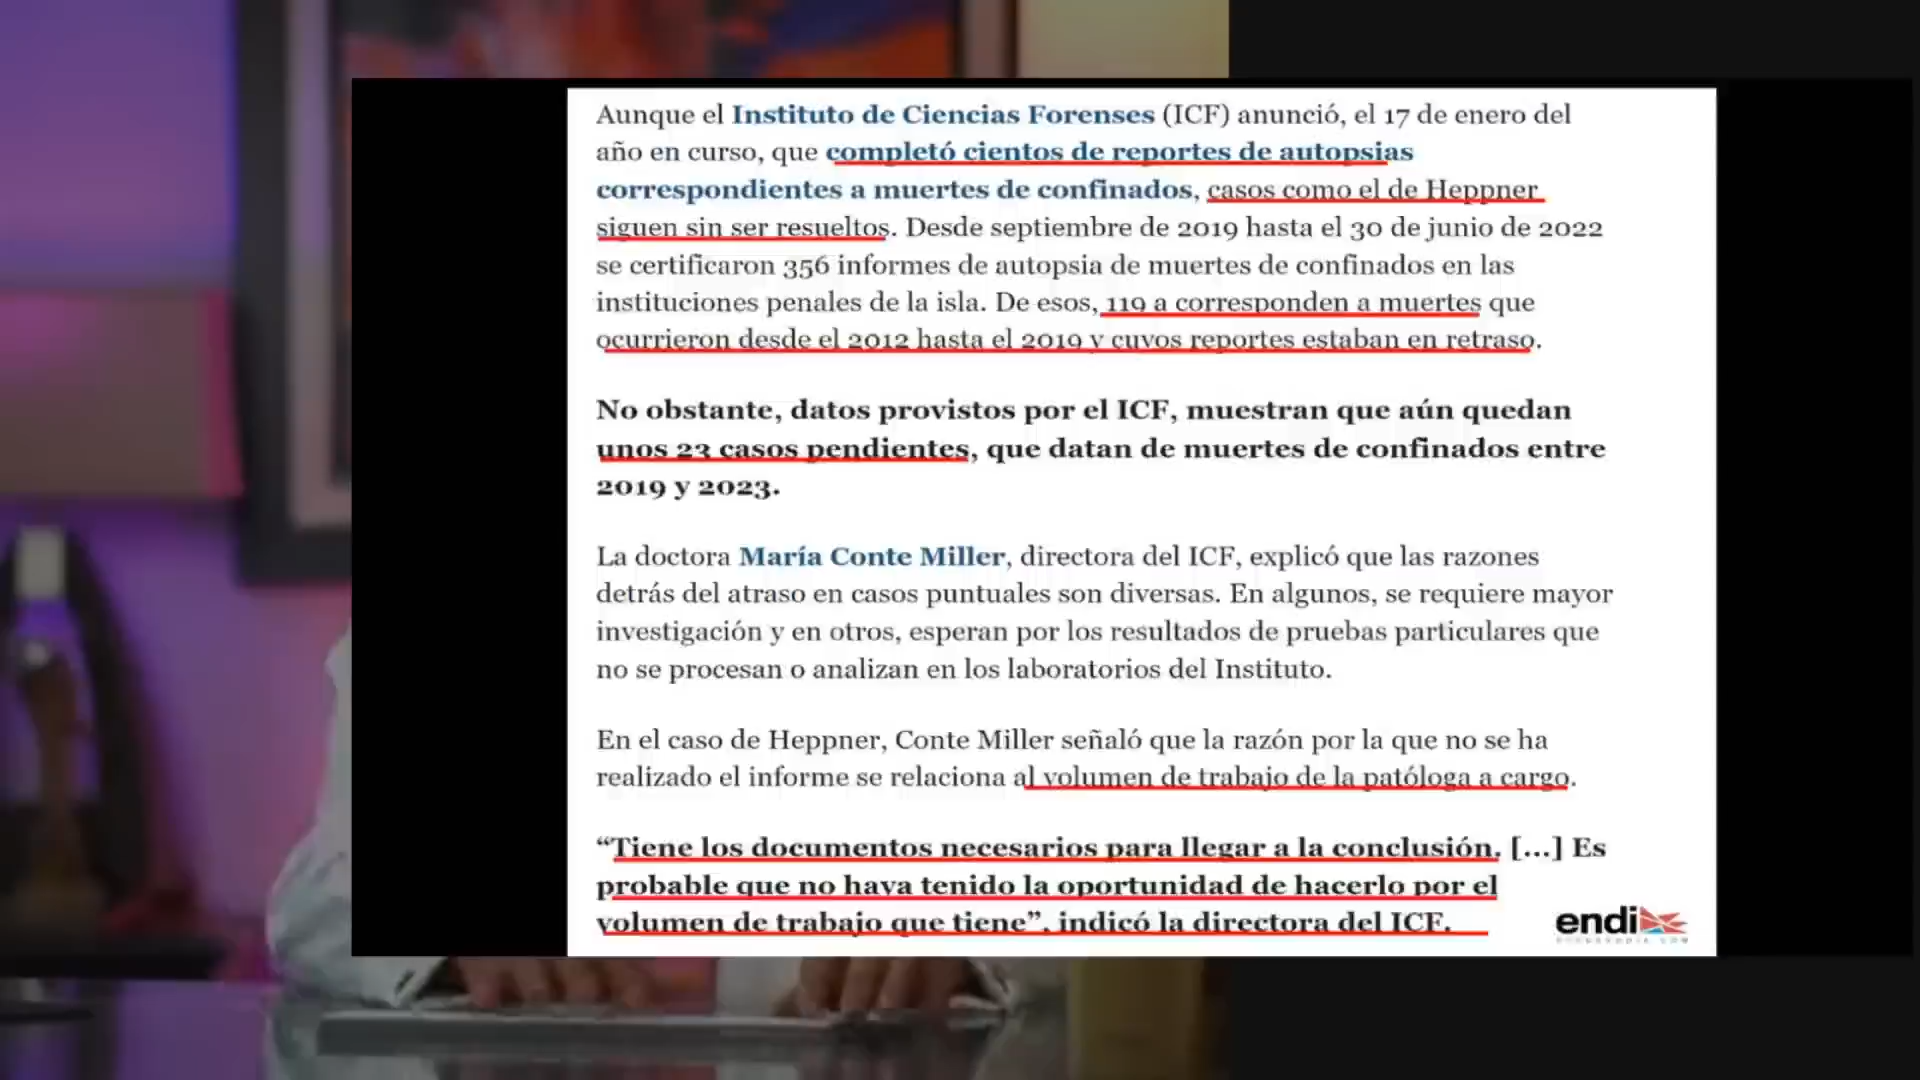 Aunque el Instituto de Ciencias Forenses (ICF) anunció, el 17 de enero del
año en curso, que completó cientos de reportes de autopsias
correspondientes a muertes de confinados, casos como el de Heppner
siguen sin ser resueltos. Desde septiembre de 2019 hasta el 30 de junio de 2022
se certificaron 356 informes de autopsia de muertes de confinados en las
instituciones penales de la isla. De esos, 119 a corresponden a muertes que
ocurrieron desde el 2012 hasta el 2019 y cuyos reportes estaban en retraso.
No obstante, datos provistos por el ICF, muestran que aún quedan
unos 23 casos pendientes, que datan de muertes de confinados entre
2019 y 2023.
La doctora María Conte Miller, directora del ICF, explicó que las razones
detrás del atraso en casos puntuales son diversas. En algunos, se requiere mayor
investigación y en otros, esperan por los resultados de pruebas particulares que
no se procesan o analizan en los laboratorios del Instituto.
En el caso de Heppner, Conte Miller señaló que la razón por la que no se ha
realizado el informe se relaciona al volumen de trabajo de la patóloga a cargo.
“Tiene los documentos necesarios para llegar a la conclusión. [...] Es
probable que no haya tenido la oportunidad de hacerlo por el
volumen de trabajo que tiene”, indicó la directora del ICF.
endi